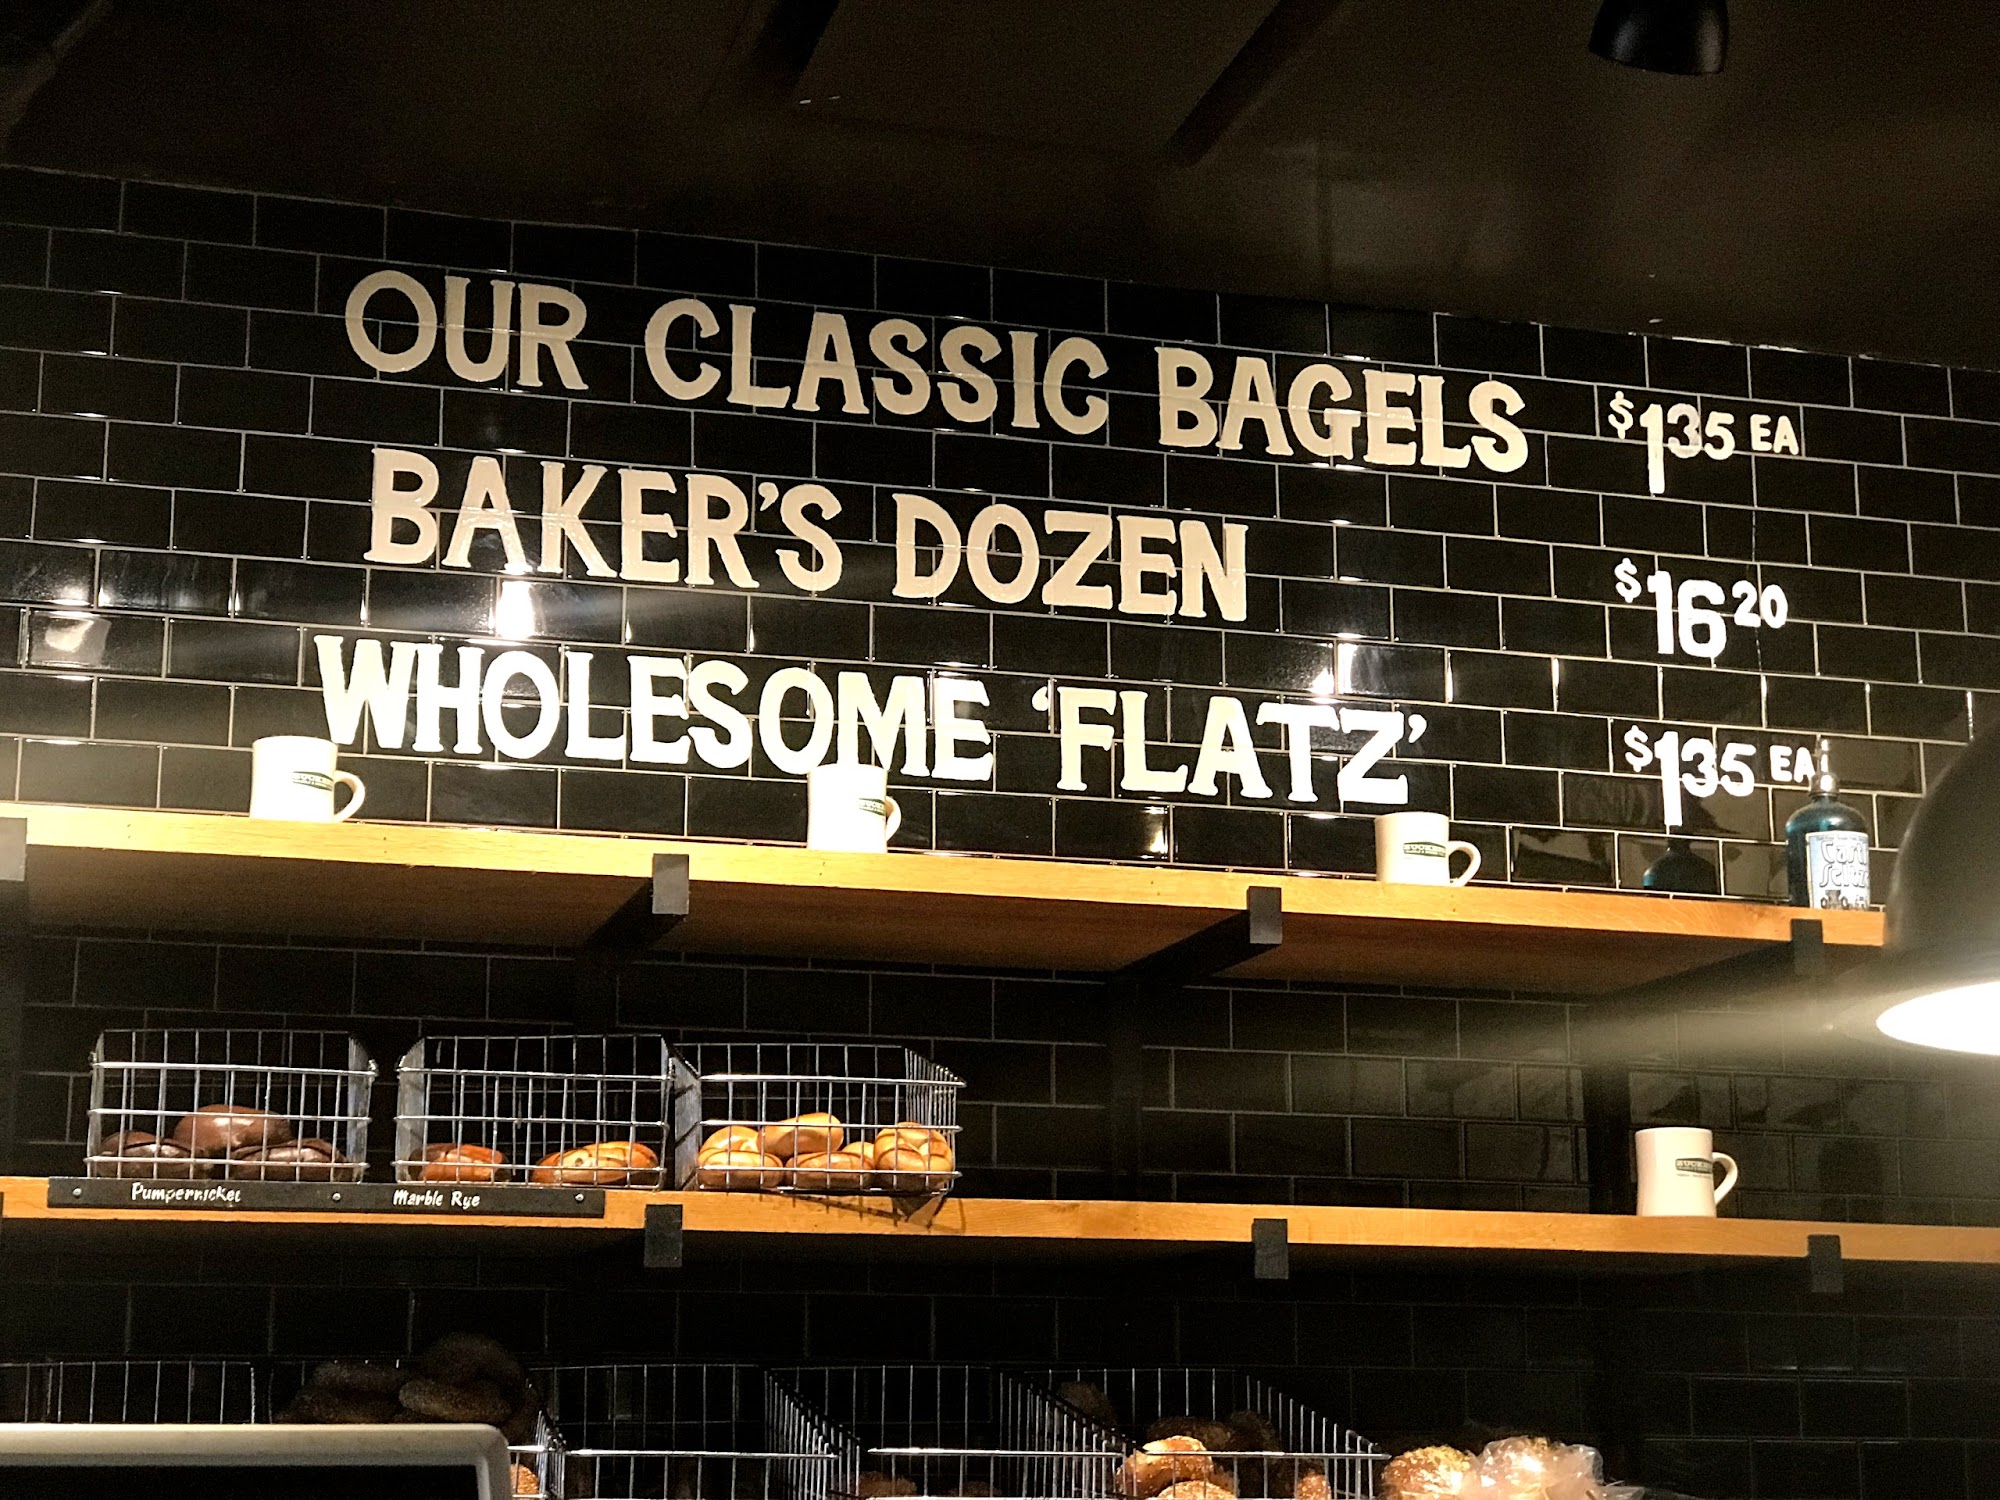 OUR CLASSIC BAGELS $1.35 EA
BAKER'S DOZEN $16 20
WHOLESOME 'FLATZ' $1.35 EA
Pumpernickel
Marble Rye